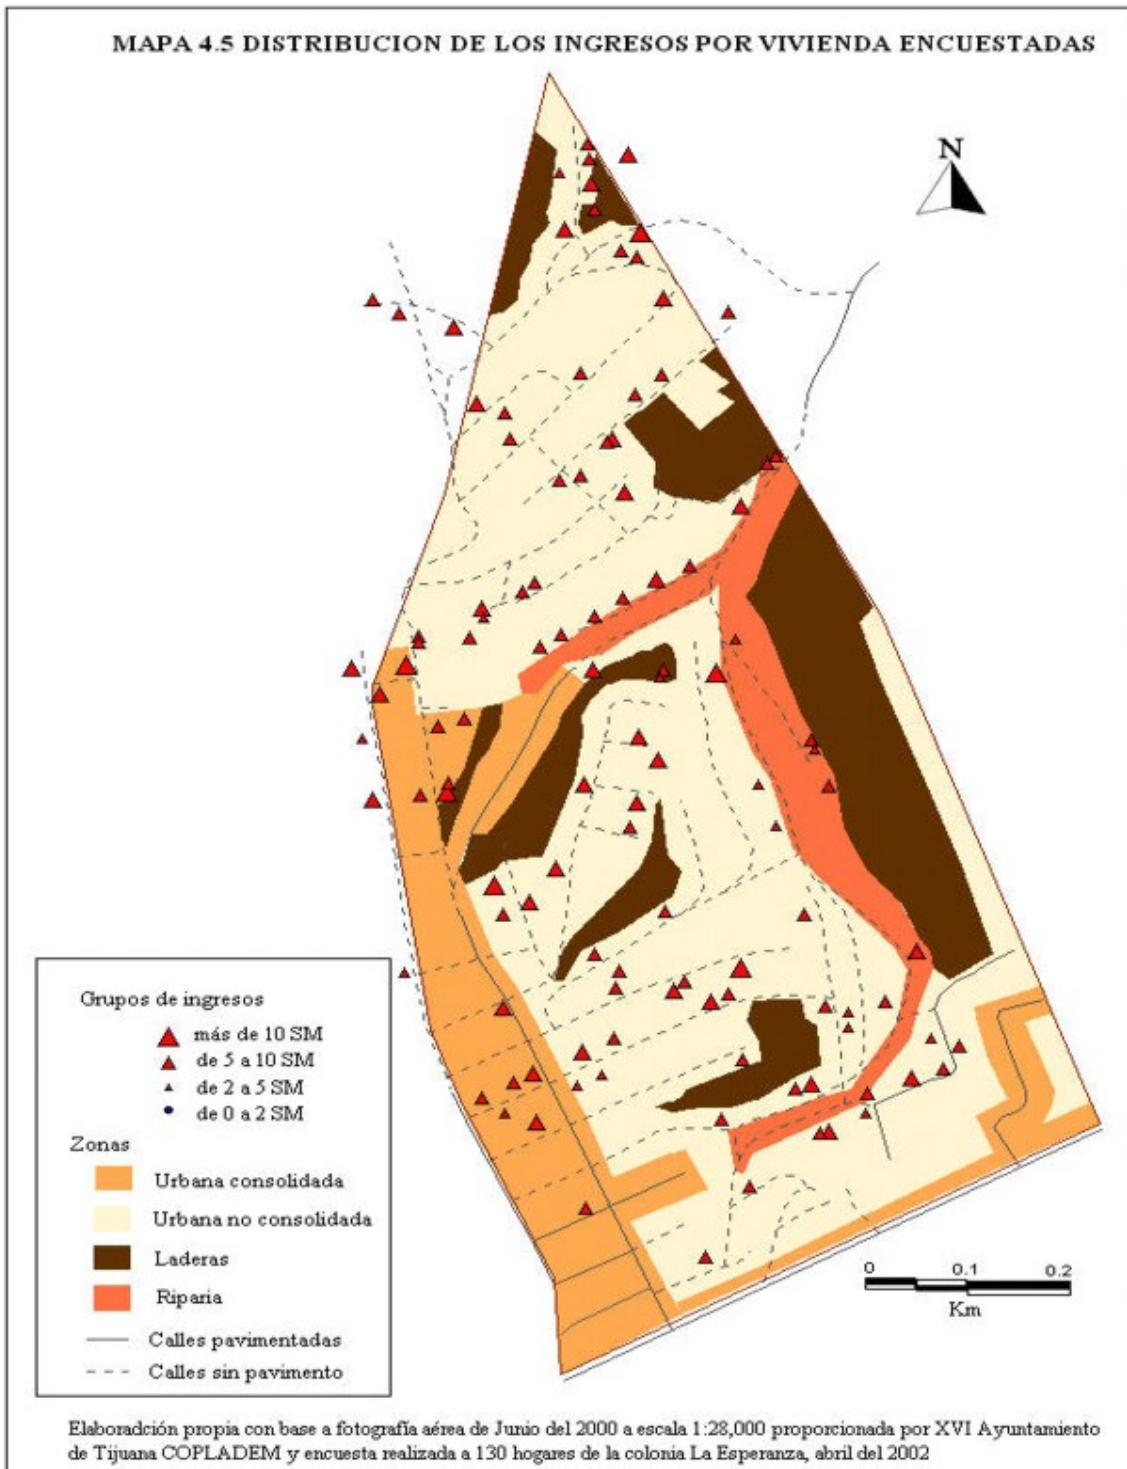 MAPA 4.5 DISTRIBUCION DE LOS INGRESOS POR VIVIENDA ENCUESTADAS
N
Grupos de ingresos
más de 10 SM
de 5 a 10 SM
de 2 a 5 SM
de 0 a 2 SM
Zonas
Urbana consolidada
Urbana no consolidada
Laderas
Riparia
Calles pavimentadas
Calles sin pavimento
0 0.1 0.2
Km
Elaboradción propia con base a fotografía aérea de Junio del 2000 a escala 1:28,000 proporcionada por XVI Ayuntamiento
de Tijuana COPLADEM y encuesta realizada a 130 hogares de la colonia La Esperanza, abril del 2002